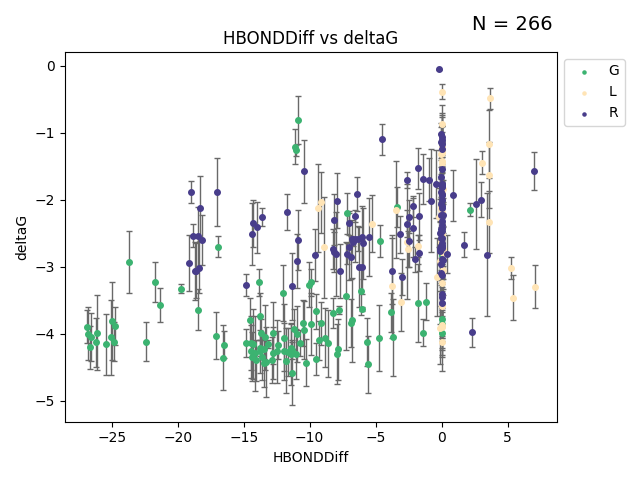 N = 266
HBONDDiff vs deltaG
G
L
R
0
−1
−2
−3
−4
−5
deltaG
−25 −20 −15 −10 −5 0 5
HBONDDiff